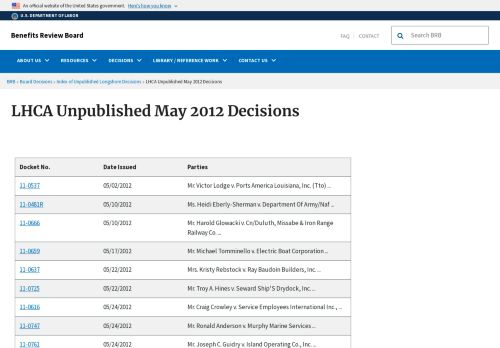 An official website of the United States government. Here's how you know
U.S. DEPARTMENT OF LABOR
Benefits Review Board
FAQ CONTACT
Search BRB
ABOUT US RESOURCES DECISIONS LIBRARY / REFERENCE WORK CONTACT US
BRB › Board Decisions › Index of Unpublished Longshore Decisions › LHCA Unpublished May 2012 Decisions
LHCA Unpublished May 2012 Decisions
Docket No. Date Issued Parties
11-0537 05/02/2012 Mr. Victor Lodge v. Ports America Louisiana, Inc. (Tto) ...
11-0481R 05/10/2012 Ms. Heidi Eberly-Sherman v. Department Of Army/Naf ...
11-0666 05/10/2012 Mr. Harold Glowacki v. Cn/Duluth, Missabe & Iron Range
Railway Co. ...
11-0659 05/17/2012 Mr. Michael Tomminello v. Electric Boat Corporation ...
11-0637 05/22/2012 Mrs. Kristy Rebstock v. Ray Baudoin Builders, Inc. ...
11-0725 05/22/2012 Mr. Troy A. Hines v. Seward Ship'S Drydock, Inc. ...
11-0616 05/24/2012 Mr. Craig Crowley v. Service Employees International Inc., ...
11-0747 05/24/2012 Mr. Ronald Anderson v. Murphy Marine Services ...
11-0761 05/24/2012 Mr. Joseph C. Guidry v. Island Operating Co., Inc. ...